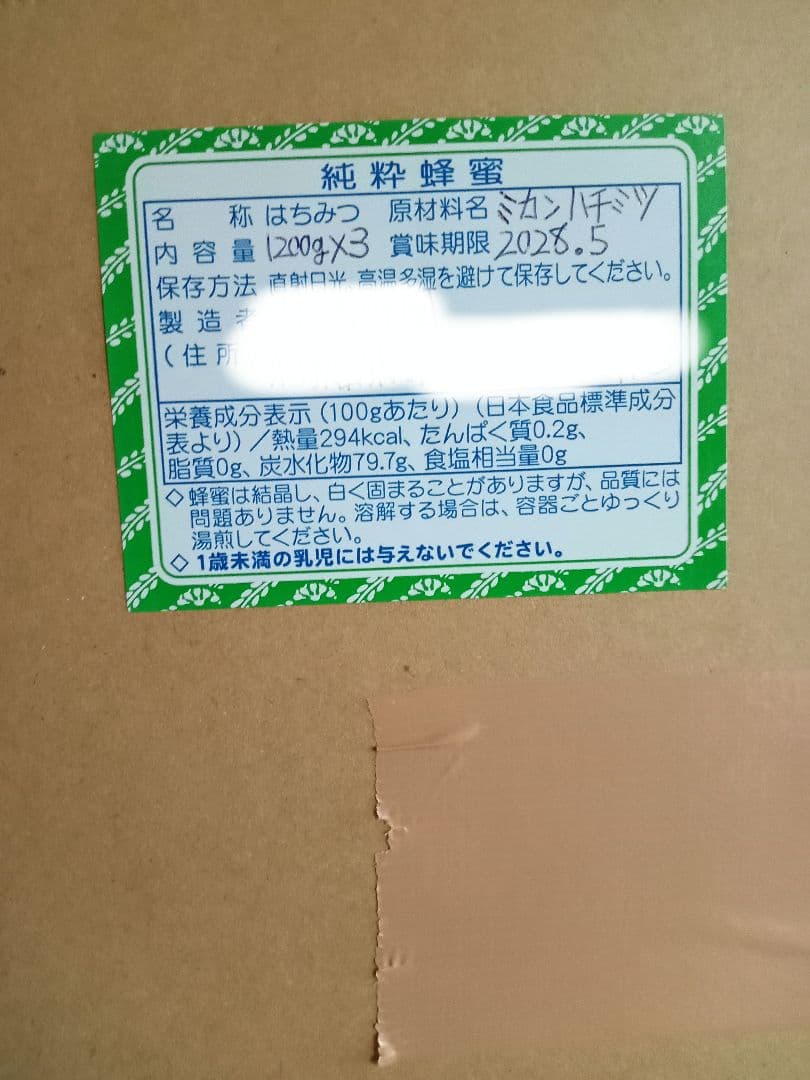 純粋蜂蜜
名称 はちみつ 原材料名 ミカンハチミツ
内容量 1200g×3 賞味期限 2028.5
保存方法 直射日光、高温多湿を避けて保存してください。
製造者
(住所
栄養成分表示(100gあたり)(日本食品標準成分
表より)/熱量294kcal、たんぱく質0.2g、
脂質0g、炭水化物79.7g、食塩相当量0g
◇蜂蜜は結晶し、白く固まることがありますが、品質には
問題ありません。溶解する場合は、容器ごとゆっくり
湯煎してください。
◇1歳未満の乳児には与えないでください。